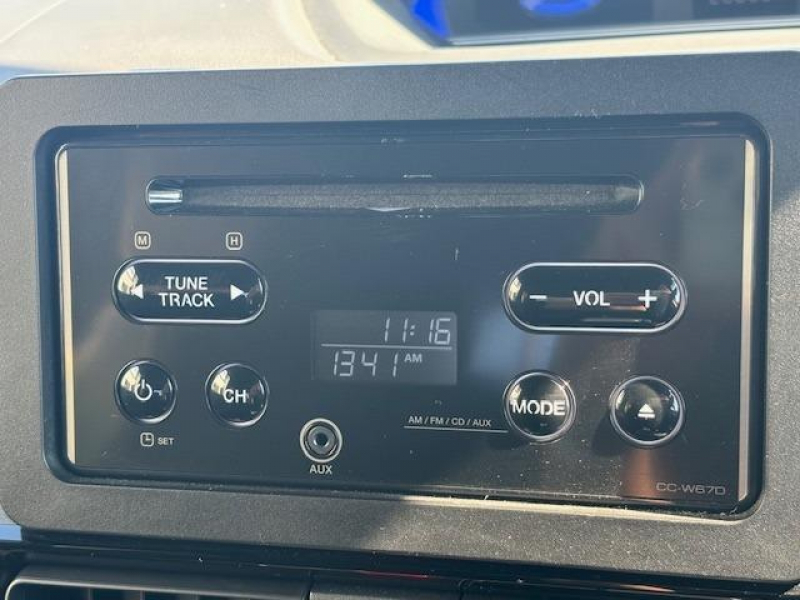 M
H
TUNE
TRACK
− VOL +
11:16
1341 AM
CH
MODE
SET
AM / FM / CD / AUX
AUX
CC-W67D